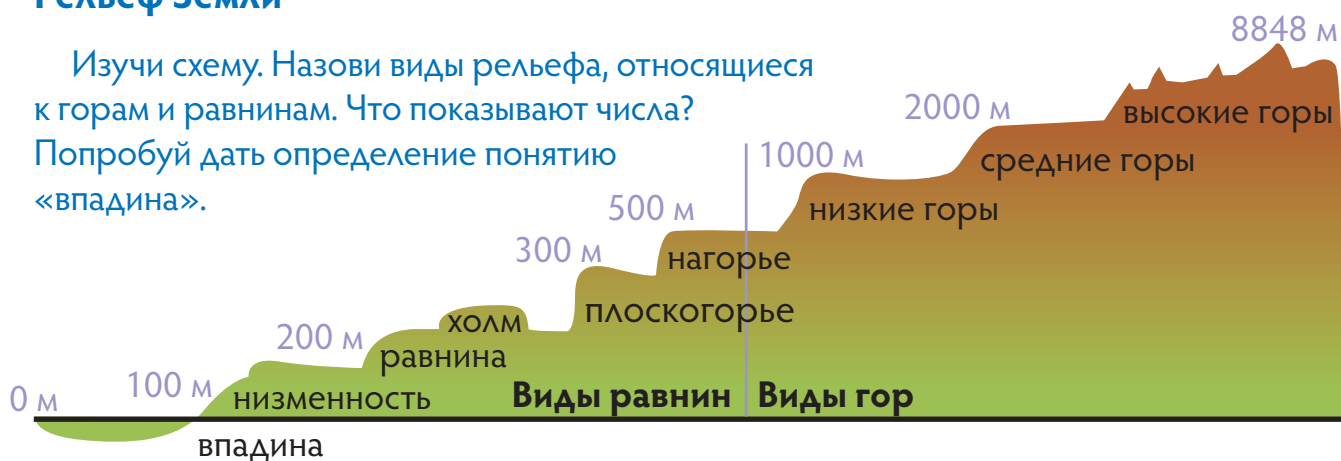 Рельеф Земли
Изучи схему. Назови виды рельефа, относящиеся
к горам и равнинам. Что показывают числа?
Попробуй дать определение понятию
«впадина».
8848 м
2000 м
высокие горы
1000 м
средние горы
500 м
низкие горы
300 м
нагорье
плоскогорье
200 м
холм
равнина
0 м
100 м
низменность
Виды равнин
Виды гор
впадина